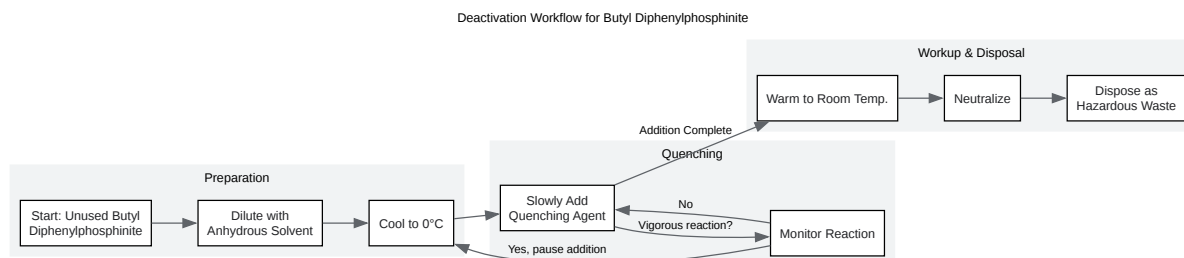 Deactivation Workflow for Butyl Diphenylphosphinite
Workup & Disposal
Warm to Room Temp.
Neutralize
Dispose as
Hazardous Waste
Addition Complete
Quenching
Preparation
Start: Unused Butyl
Diphenylphosphinite
Dilute with
Anhydrous Solvent
Cool to 0°C
Slowly Add
Quenching Agent
No
Vigorous reaction?
Monitor Reaction
Yes, pause addition